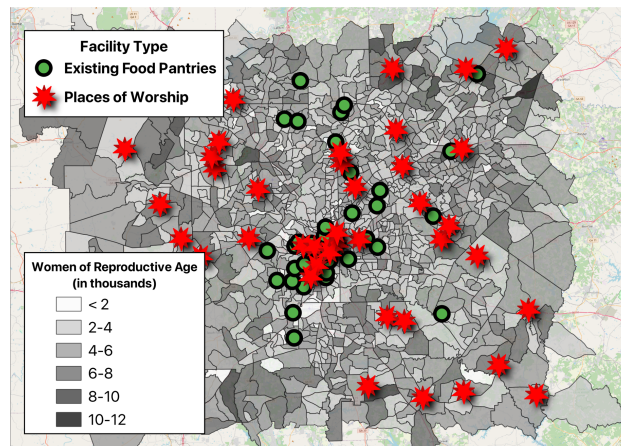 Facility Type
Existing Food Pantries
Places of Worship
Women of Reproductive Age
(in thousands)
< 2
2-4
4-6
6-8
8-10
10-12